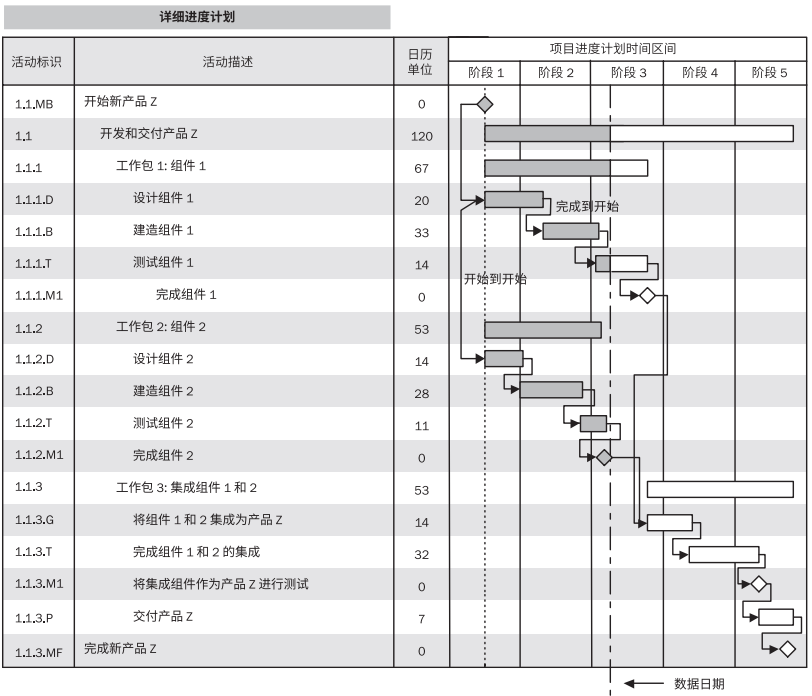 详细进度计划
活动标识 活动描述 日历单位 项目进度计划时间区间
阶段 1 阶段 2 阶段 3 阶段 4 阶段 5
1.1.MB 开始新产品 Z 0
1.1 开发和交付产品 Z 120
1.1.1 工作包 1: 组件 1 67
1.1.1.D 设计组件 1 20 完成到开始
1.1.1.B 建造组件 1 33
1.1.1.T 测试组件 1 14
开始到开始
1.1.1.M1 完成组件 1 0
1.1.2 工作包 2: 组件 2 53
1.1.2.D 设计组件 2 14
1.1.2.B 建造组件 2 28
1.1.2.T 测试组件 2 11
1.1.2.M1 完成组件 2 0
1.1.3 工作包 3: 集成组件 1 和 2 53
1.1.3.G 将组件 1 和 2 集成为产品 Z 14
1.1.3.T 完成组件 1 和 2 的集成 32
1.1.3.M1 将集成组件作为产品 Z 进行测试 0
1.1.3.P 交付产品 Z 7
1.1.3.MF 完成新产品 Z 0
数据日期